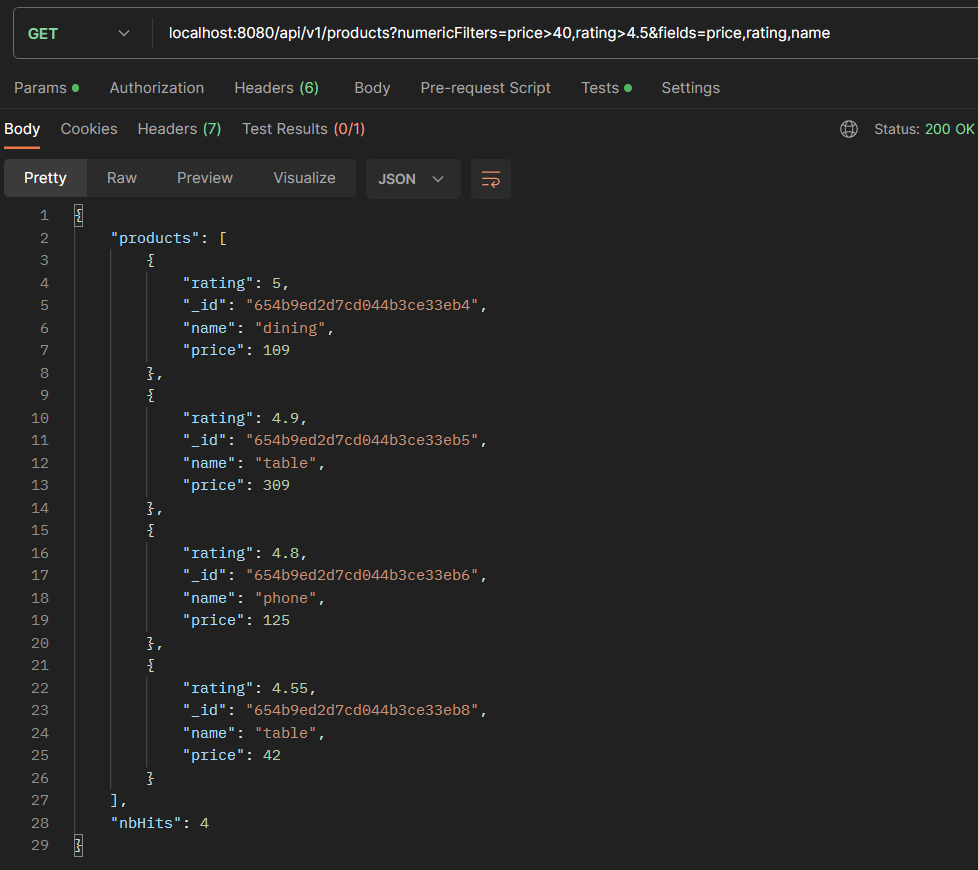 GET localhost:8080/api/v1/products?numericFilters=price>40,rating>4.5&fields=price,rating,name
Params Authorization Headers (6) Body Pre-request Script Tests Settings
Body Cookies Headers (7) Test Results (0/1) Status: 200 OK
Pretty Raw Preview Visualize JSON
1 {
2 "products": [
3 {
4 "rating": 5,
5 "_id": "654b9ed2d7cd044b3ce33eb4",
6 "name": "dining",
7 "price": 109
8 },
9 {
10 "rating": 4.9,
11 "_id": "654b9ed2d7cd044b3ce33eb5",
12 "name": "table",
13 "price": 309
14 },
15 {
16 "rating": 4.8,
17 "_id": "654b9ed2d7cd044b3ce33eb6",
18 "name": "phone",
19 "price": 125
20 },
21 {
22 "rating": 4.55,
23 "_id": "654b9ed2d7cd044b3ce33eb8",
24 "name": "table",
25 "price": 42
26 }
27 ],
28 "nbHits": 4
29 }